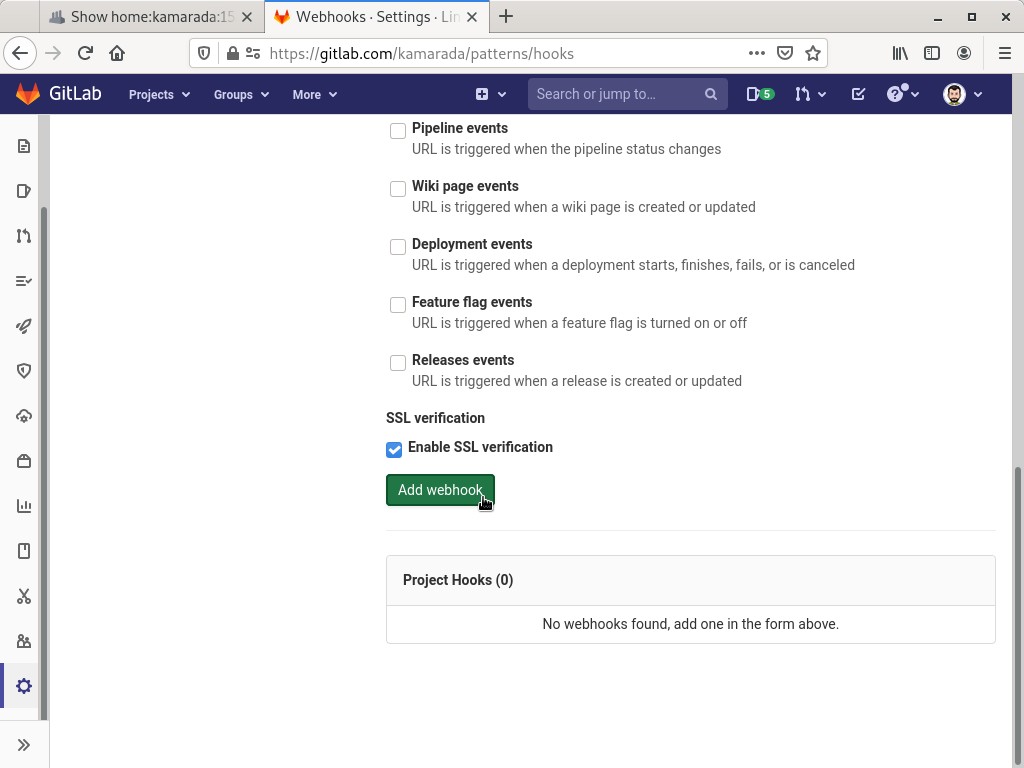 Show home:kamarada:15
Webhooks · Settings · Lin
https://gitlab.com/kamarada/patterns/hooks
GitLab
Projects
Groups
More
Search or jump to...
5
Pipeline events
URL is triggered when the pipeline status changes
Wiki page events
URL is triggered when a wiki page is created or updated
Deployment events
URL is triggered when a deployment starts, finishes, fails, or is canceled
Feature flag events
URL is triggered when a feature flag is turned on or off
Releases events
URL is triggered when a release is created or updated
SSL verification
Enable SSL verification
Add webhook
Project Hooks (0)
No webhooks found, add one in the form above.